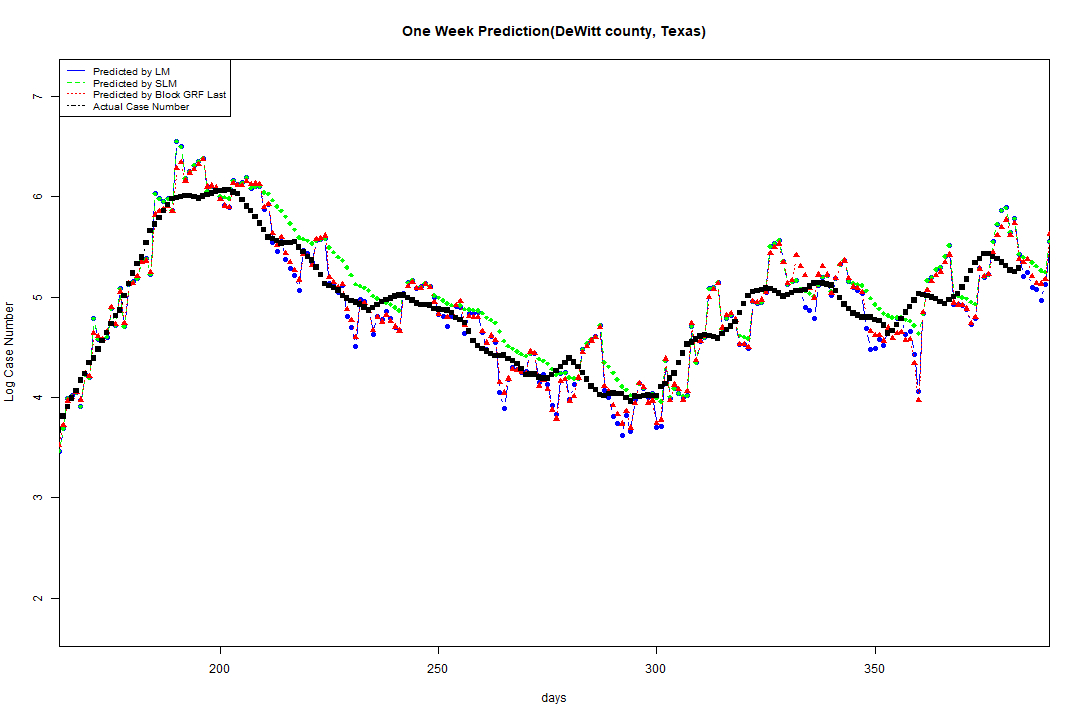 One Week Prediction(DeWitt county, Texas)
Predicted by LM
Predicted by SLM
Predicted by Block GRF Last
Actual Case Number
7
6
5
4
3
2
Log Case Number
200 250 300 350
days